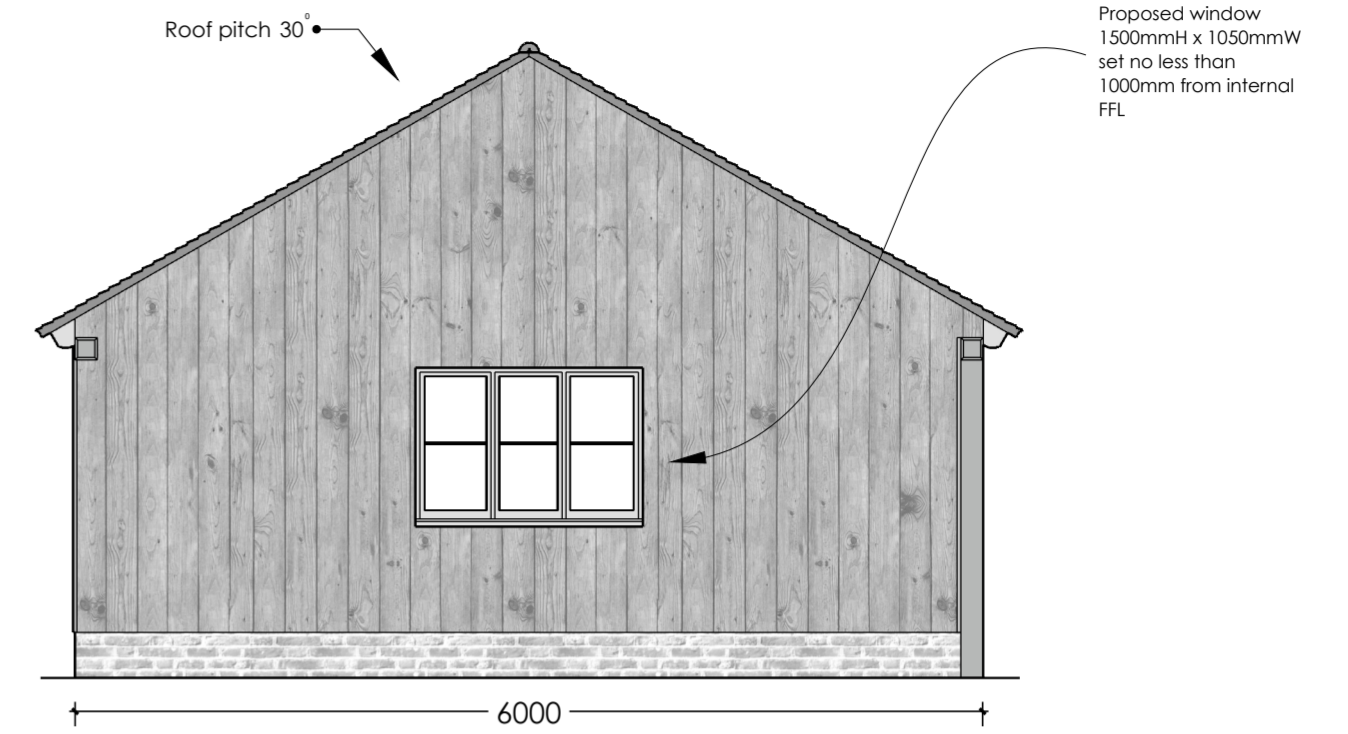 Roof pitch 30°
Proposed window
1500mmH x 1050mmW
set no less than
1000mm from internal
FFL
6000